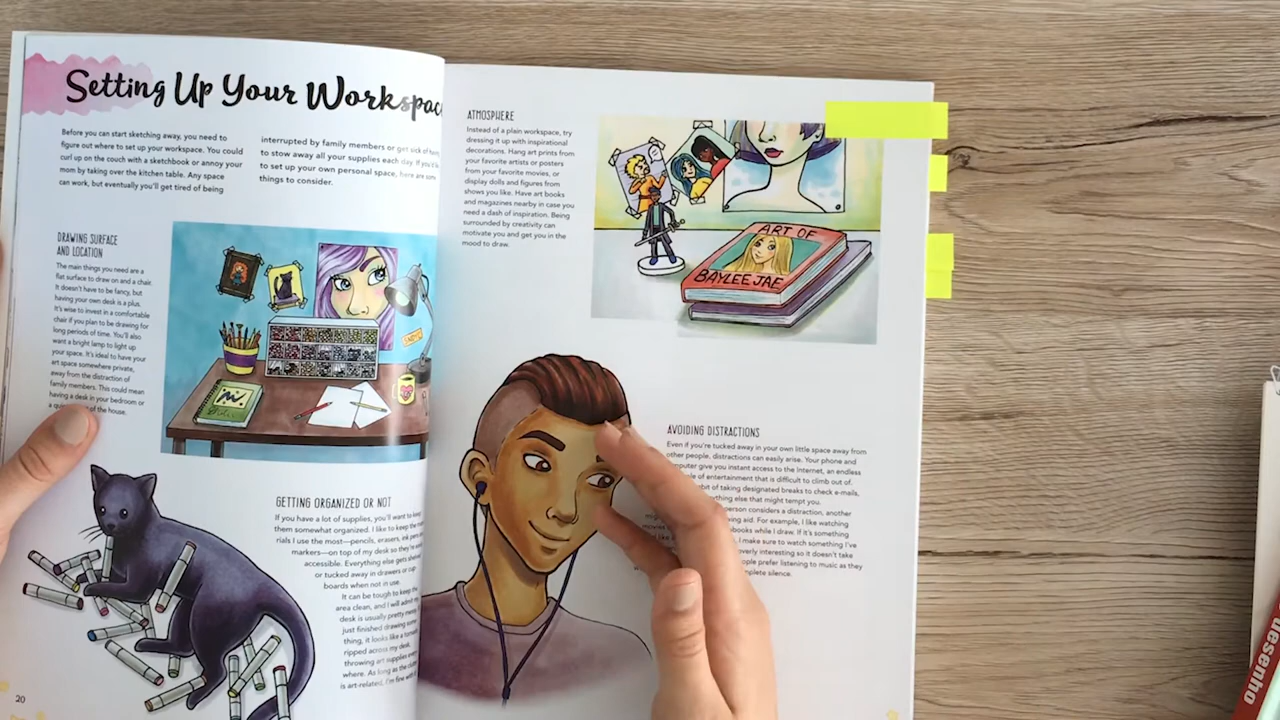 Setting Up Your Workspac
Before you can start sketching away, you need to
figure out where to set up your workspace. You could
curl up on the couch with a sketchbook or annoy your
mom by taking over the kitchen table. Any space
can work, but eventually you'll get tired of being
interrupted by family members or get sick of
to stow away all your supplies each day. If you'd
to set up your own personal space, here are
things to consider.
DRAWING SURFACE
AND LOCATION
The main things you need are a
flat surface to draw on and a chair.
It doesn't have to be fancy, but
having your own desk is a plus.
It's wise to invest in a comfortable
chair if you plan to be drawing for
long periods of time. You'll also
want a bright lamp to light up
your space. It's ideal to have your
art space somewhere private,
away from the distraction of
family members. This could mean
having a desk in your bedroom or
a of the house.
GETTING ORGANIZED OR NOT
If you have a lot of supplies, you'll want to keep
them somewhat organized. I like to keep the
rials I use the most—pencils, erasers, ink pens
markers—on top of my desk so they're
accessible. Everything else gets
or tucked away in drawers or
boards when not in use.
It can be tough to keep the
area clean, and I will
desk is usually pretty
just finished drawing some
thing, it looks like a
ripped across my desk,
throwing art supplies
where. As long as the
is art-related, I'm fine with
20
ATMOSPHERE
Instead of a plain workspace, try
dressing it up with inspirational
decorations. Hang art prints from
your favorite artists or posters
from your favorite movies, or
display dolls and figures from
shows you like. Have art books
and magazines nearby in case you
need a dash of inspiration. Being
surrounded by creativity can
motivate you and get you in the
mood to draw.
ART OF
BAYLEE JAE
AVOIDING DISTRACTIONS
Even if you're tucked away in your own little space away from
other people, distractions can easily arise. Your phone and
computer give you instant access to the Internet, an endless
of entertainment that is difficult to climb out of.
bit of taking designated breaks to check e-mails,
anything else that might tempt you.
person considers a distraction, another
ing aid. For example, I like watching
movies books while I draw. If it's something
I make sure to watch something I've
overly interesting so it doesn't take
people prefer listening to music as they
mplete silence.